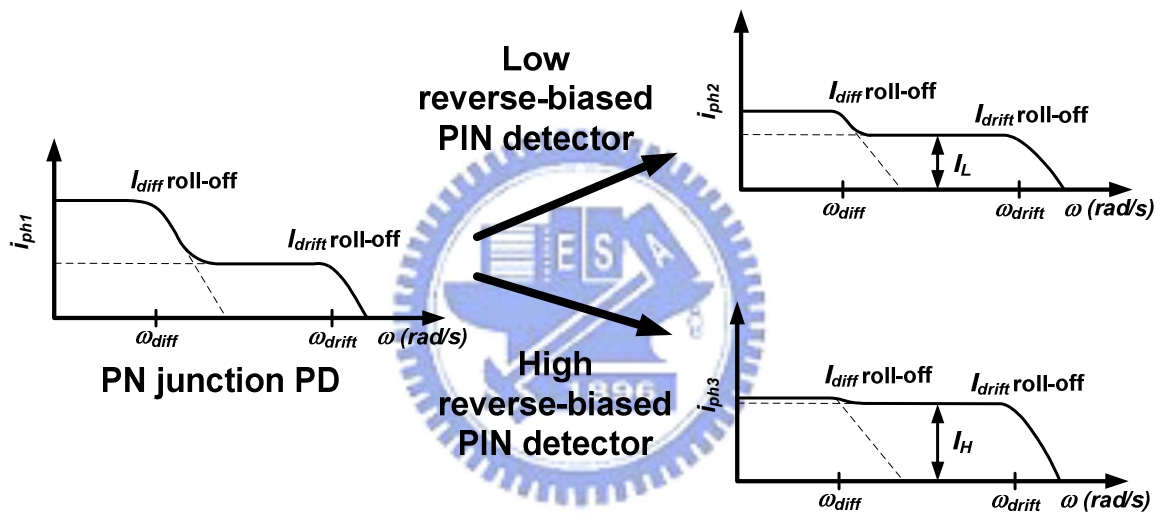 Low
reverse-biased
PIN detector
i_ph2
I_diff roll-off
I_drift roll-off
I_L
ω_diff
ω_drift
ω (rad/s)
i_ph1
I_diff roll-off
I_drift roll-off
ω_diff
ω_drift
ω (rad/s)
PN junction PD
E S A
1896
High
reverse-biased
PIN detector
i_ph3
I_diff roll-off
I_drift roll-off
I_H
ω_diff
ω_drift
ω (rad/s)